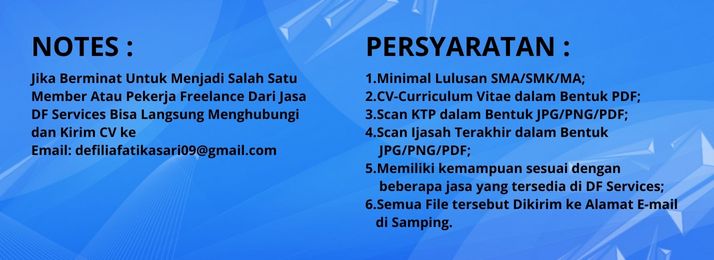 NOTES :
Jika Berminat Untuk Menjadi Salah Satu
Member Atau Pekerja Freelance Dari Jasa
DF Services Bisa Langsung Menghubungi
dan Kirim CV ke
Email: defiliafatikasari09@gmail.com
PERSYARATAN :
1.Minimal Lulusan SMA/SMK/MA;
2.CV-Curriculum Vitae dalam Bentuk PDF;
3.Scan KTP dalam Bentuk JPG/PNG/PDF;
4.Scan Ijasah Terakhir dalam Bentuk
JPG/PNG/PDF;
5.Memiliki kemampuan sesuai dengan
beberapa jasa yang tersedia di DF Services;
6.Semua File tersebut Dikirim ke Alamat E-mail
di Samping.